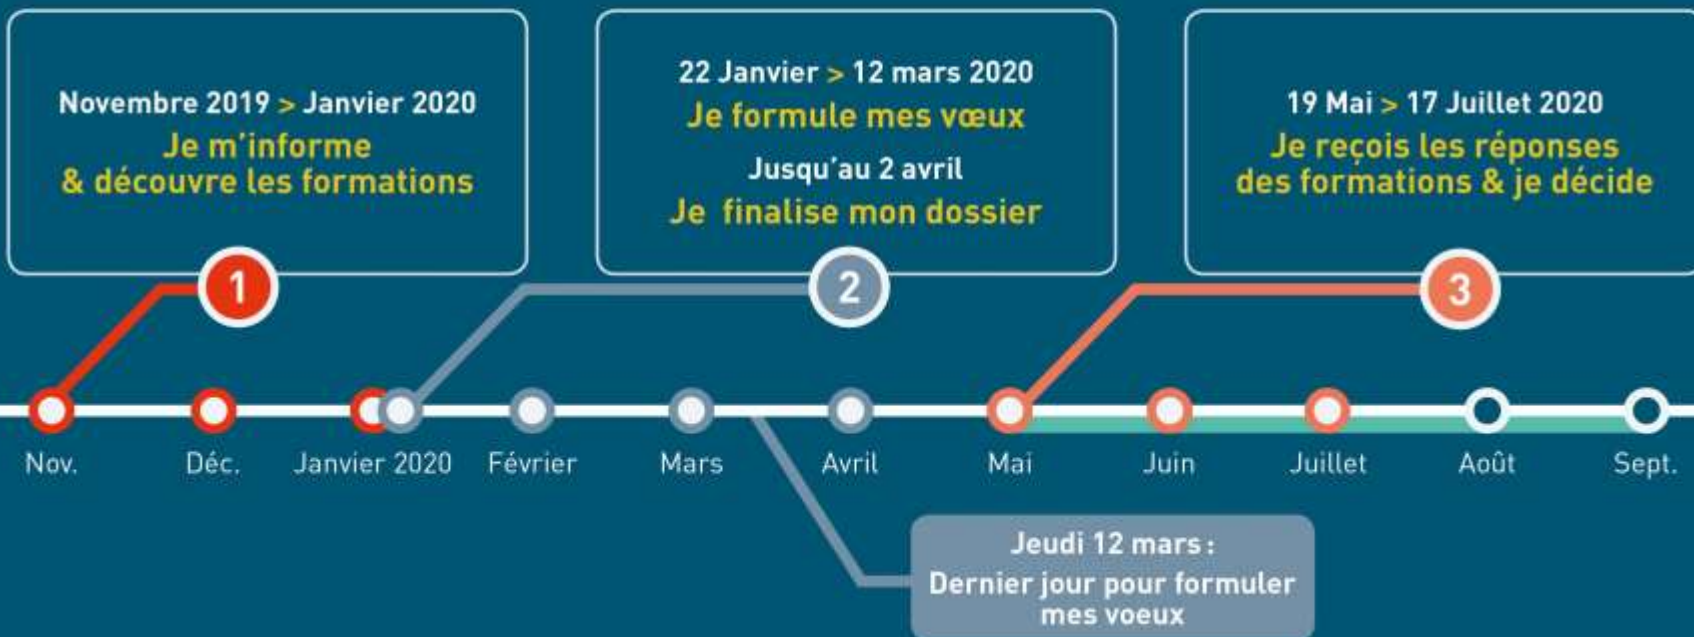 Novembre 2019 > Janvier 2020
Je m'informe
& découvre les formations
1
22 Janvier > 12 mars 2020
Je formule mes vœux
Jusqu'au 2 avril
Je finalise mon dossier
2
19 Mai > 17 Juillet 2020
Je reçois les réponses
des formations & je décide
3
Nov.
Déc.
Janvier 2020
Février
Mars
Avril
Mai
Juin
Juillet
Août
Sept.
Jeudi 12 mars :
Dernier jour pour formuler
mes voeux